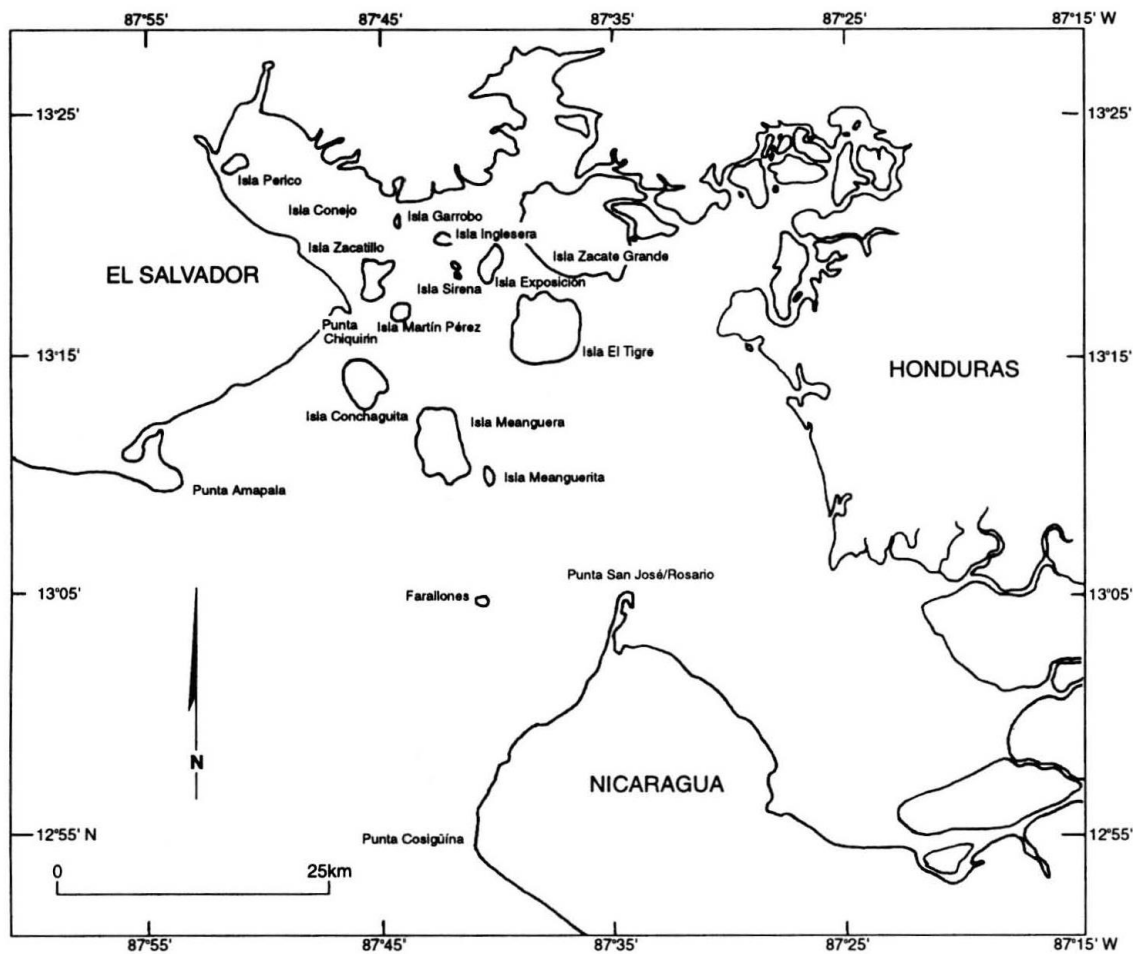 87°55'
87°45'
87°35'
87°25'
87°15' W
13°25'
13°25'
Isla Perico
Isla Conejo
Isla Garrobo
Isla Inglesera
Isla Zacatillo
Isla Zacate Grande
EL SALVADOR
Isla Sirena
Isla Exposición
Punta
Chiquirín
Isla Martín Pérez
Isla El Tigre
13°15'
13°15'
HONDURAS
Isla Conchaguita
Isla Meanguera
Isla Meanguerita
Punta Amapala
Punta San José/Rosario
Farallones
13°05'
13°05'
N
NICARAGUA
Punta Cosigüína
12°55' N
12°55'
0
25km
87°55'
87°45'
87°35'
87°25'
87°15'